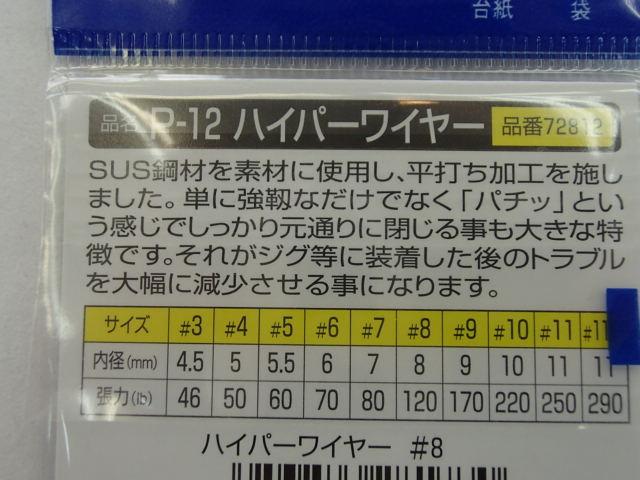 台紙 袋
品名 P-12 ハイパーワイヤー 品番72812
SUS鋼材を素材に使用し、平打ち加工を施し
ました。単に強靱なだけでなく「パチッ」とい
う感じでしっかり元通りに閉じる事も大きな特
徴です。それがジグ等に装着した後のトラブル
を大幅に減少させる事になります。
サイズ #3 #4 #5 #6 #7 #8 #9 #10 #11 #11
内径(mm) 4.5 5 5.5 6 7 8 9 10 11 11
張力(lb) 46 50 60 70 80 120 170 220 250 290
ハイパーワイヤー #8